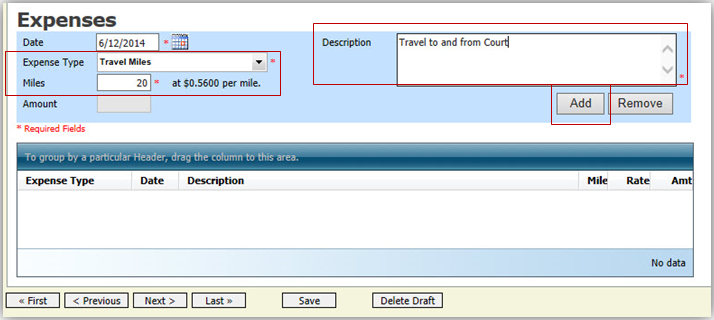 Expenses
Date 6/12/2014 * Description Travel to and from Court
Expense Type Travel Miles *
Miles 20 * at $0.5600 per mile. *
Amount Add Remove
* Required Fields
To group by a particular Header, drag the column to this area.
Expense Type Date Description Mile Rate Amt
No data
« First < Previous Next > Last » Save Delete Draft